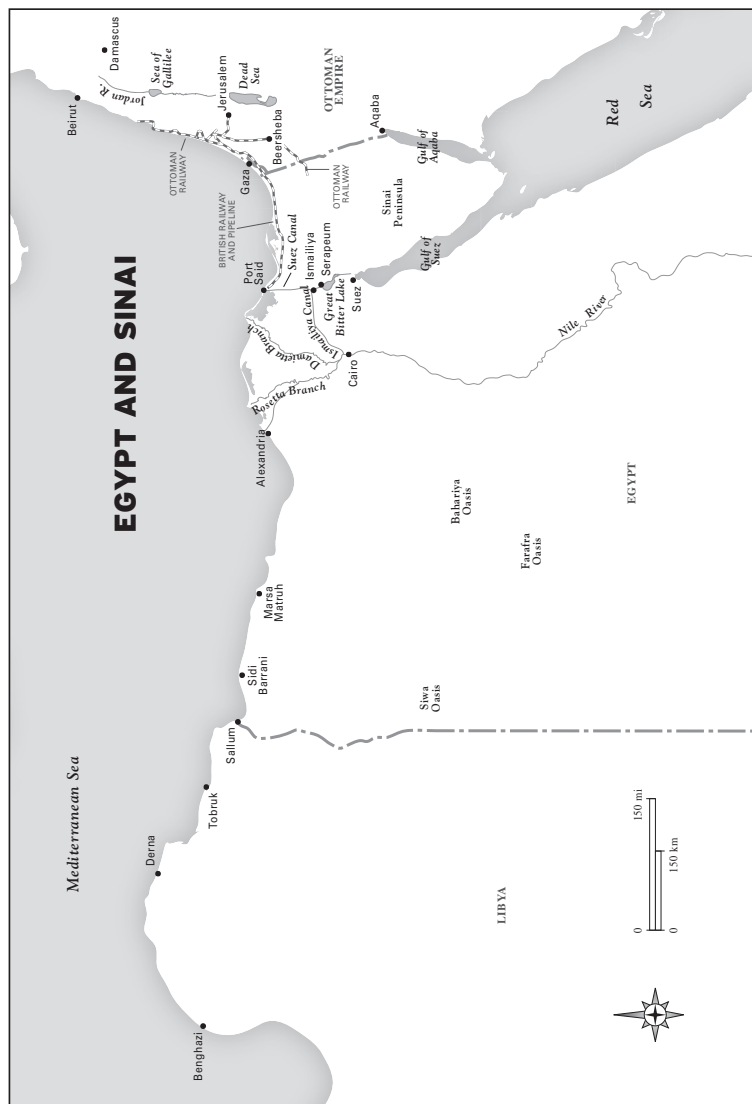 EGYPT AND SINAI
Mediterranean Sea
Benghazi
Derna
Tobruk
Sallum
Sidi
Barrani
Marsa
Matruh
Alexandria
Rosetta Branch
Damietta Branch
Cairo
Ismailiya Canal
Port
Said
Suez Canal
Ismailiya
Serapeum
Great
Bitter Lake
Suez
Gulf of
Suez
Sinai
Peninsula
Gulf of
Aqaba
Aqaba
Red
Sea
Nile River
BRITISH RAILWAY
AND PIPELINE
OTTOMAN
RAILWAY
OTTOMAN
RAILWAY
Gaza
Beersheba
Jerusalem
Dead
Sea
Jordan R.
Sea of
Gallilee
Beirut
Damascus
OTTOMAN
EMPIRE
Siwa
Oasis
Bahariya
Oasis
Farafra
Oasis
EGYPT
LIBYA
0
150 mi
0
150 km